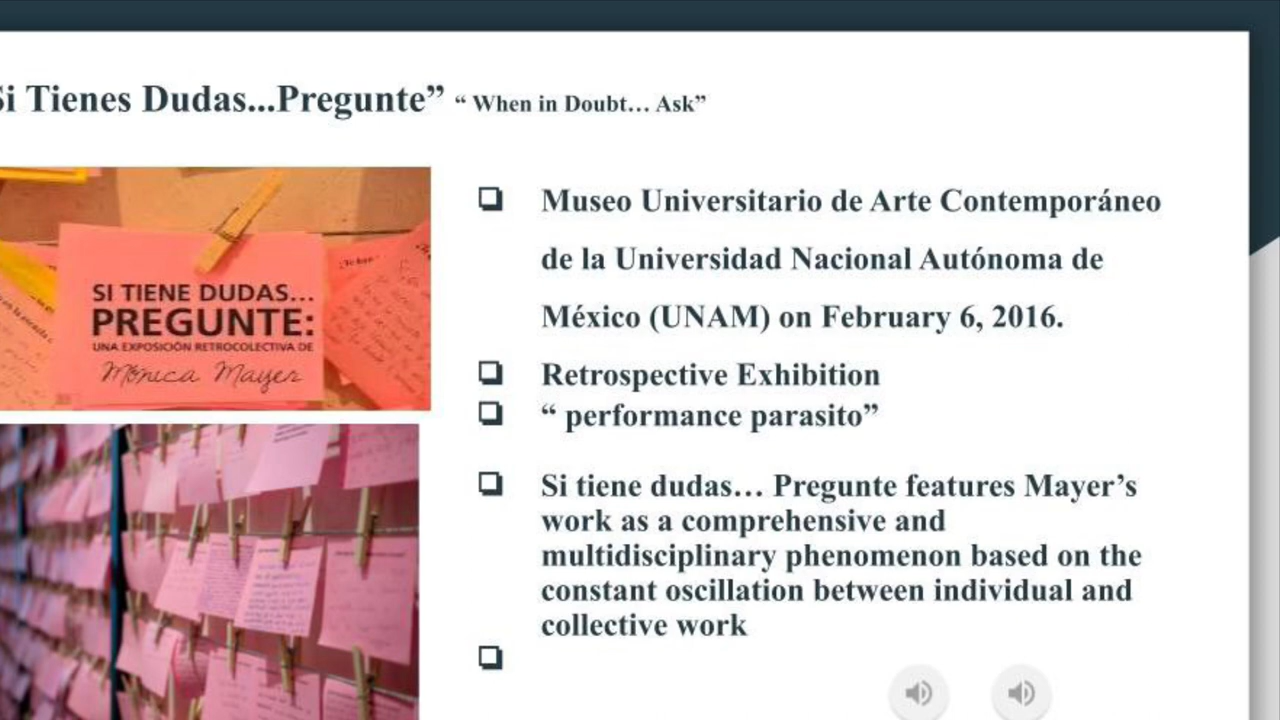 Si Tienes Dudas...Pregunte” “ When in Doubt… Ask”
SI TIENE DUDAS...
PREGUNTE:
UNA EXPOSICIÓN RETROCOLECTIVA DE
Mónica Mayer
Museo Universitario de Arte Contemporáneo
de la Universidad Nacional Autónoma de
México (UNAM) on February 6, 2016.
Retrospective Exhibition
“ performance parasito”
Si tiene dudas… Pregunte features Mayer’s
work as a comprehensive and
multidisciplinary phenomenon based on the
constant oscillation between individual and
collective work